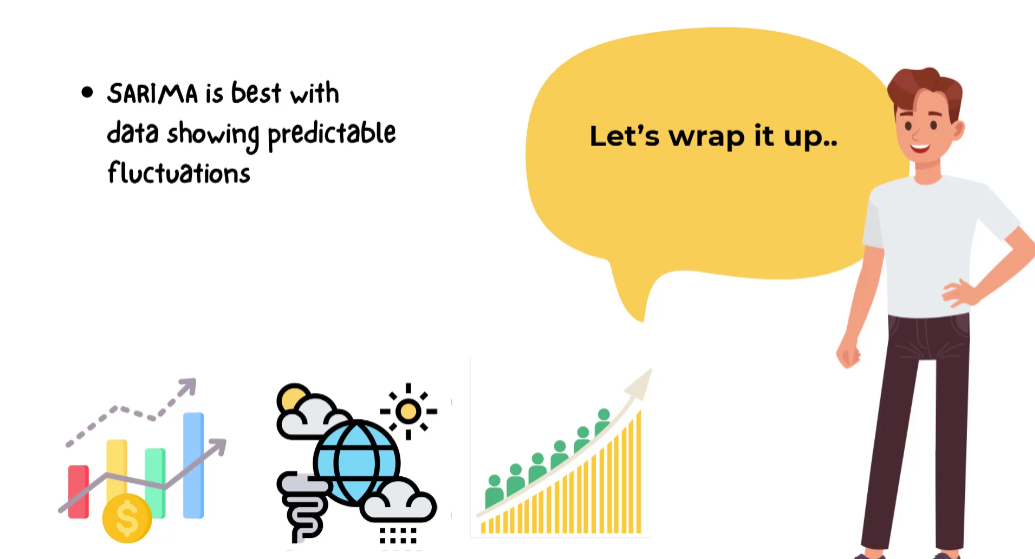 • SARIMA is best with
data showing predictable
fluctuations
Let's wrap it up..
$